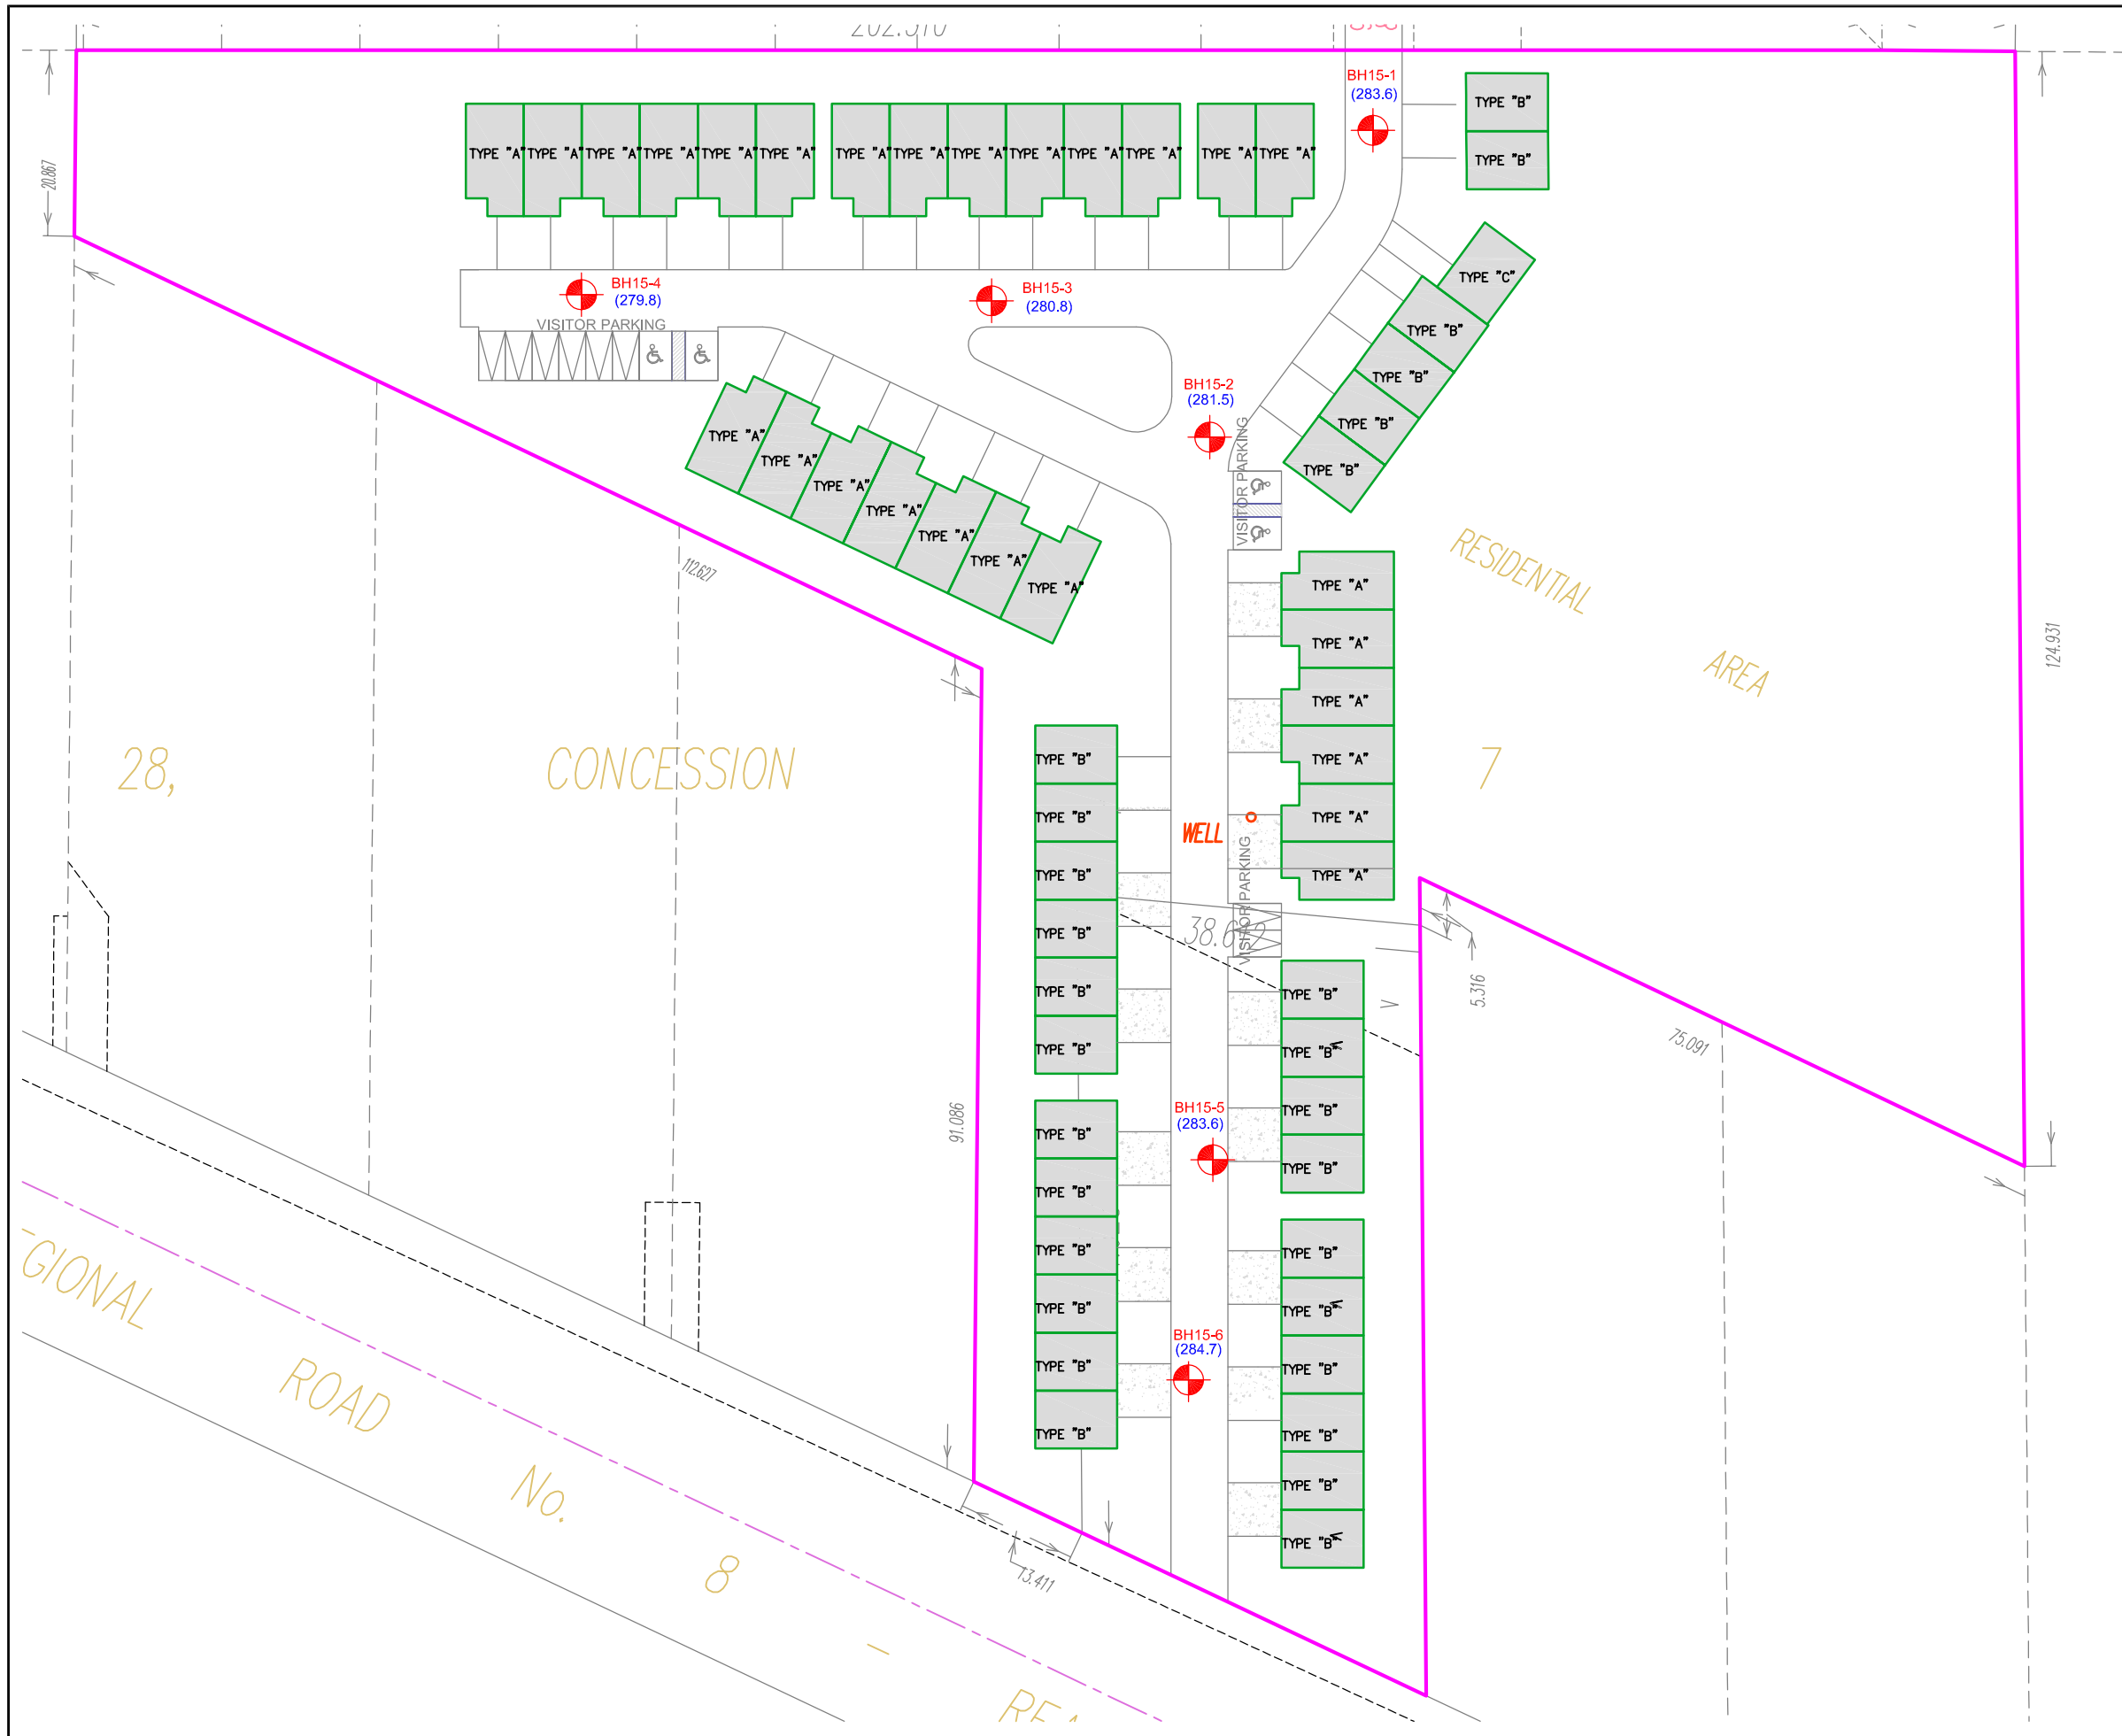 BH15-1
(283.6)
TYPE "B"
TYPE "B"
TYPE "A" TYPE "A" TYPE "A" TYPE "A" TYPE "A" TYPE "A" TYPE "A" TYPE "A" TYPE "A" TYPE "A" TYPE "A" TYPE "A" TYPE "A" TYPE "A"
20.867
BH15-4
(279.8)
BH15-3
(280.8)
VISITOR PARKING
TYPE "C"
TYPE "B"
TYPE "B"
TYPE "B"
TYPE "B"
BH15-2
(281.5)
VISITOR PARKING
TYPE "A"
TYPE "A"
TYPE "A"
TYPE "A"
TYPE "A"
TYPE "A"
TYPE "A"
112.627
RESIDENTIAL
AREA
124.931
TYPE "A"
TYPE "A"
TYPE "A"
TYPE "A"
TYPE "A"
TYPE "A"
28,
CONCESSION
7
WELL
VISITOR PARKING
TYPE "B"
TYPE "B"
TYPE "B"
TYPE "B"
TYPE "B"
TYPE "B"
5.316
75.091
TYPE "B"
TYPE "B"
TYPE "B"
TYPE "B"
91.086
BH15-5
(283.6)
TYPE "B"
TYPE "B"
TYPE "B"
TYPE "B"
TYPE "B"
TYPE "B"
TYPE "B"
TYPE "B"
TYPE "B"
TYPE "B"
TYPE "B"
TYPE "B"
BH15-6
(284.7)
13.411
GIONAL
ROAD
No.
8
–